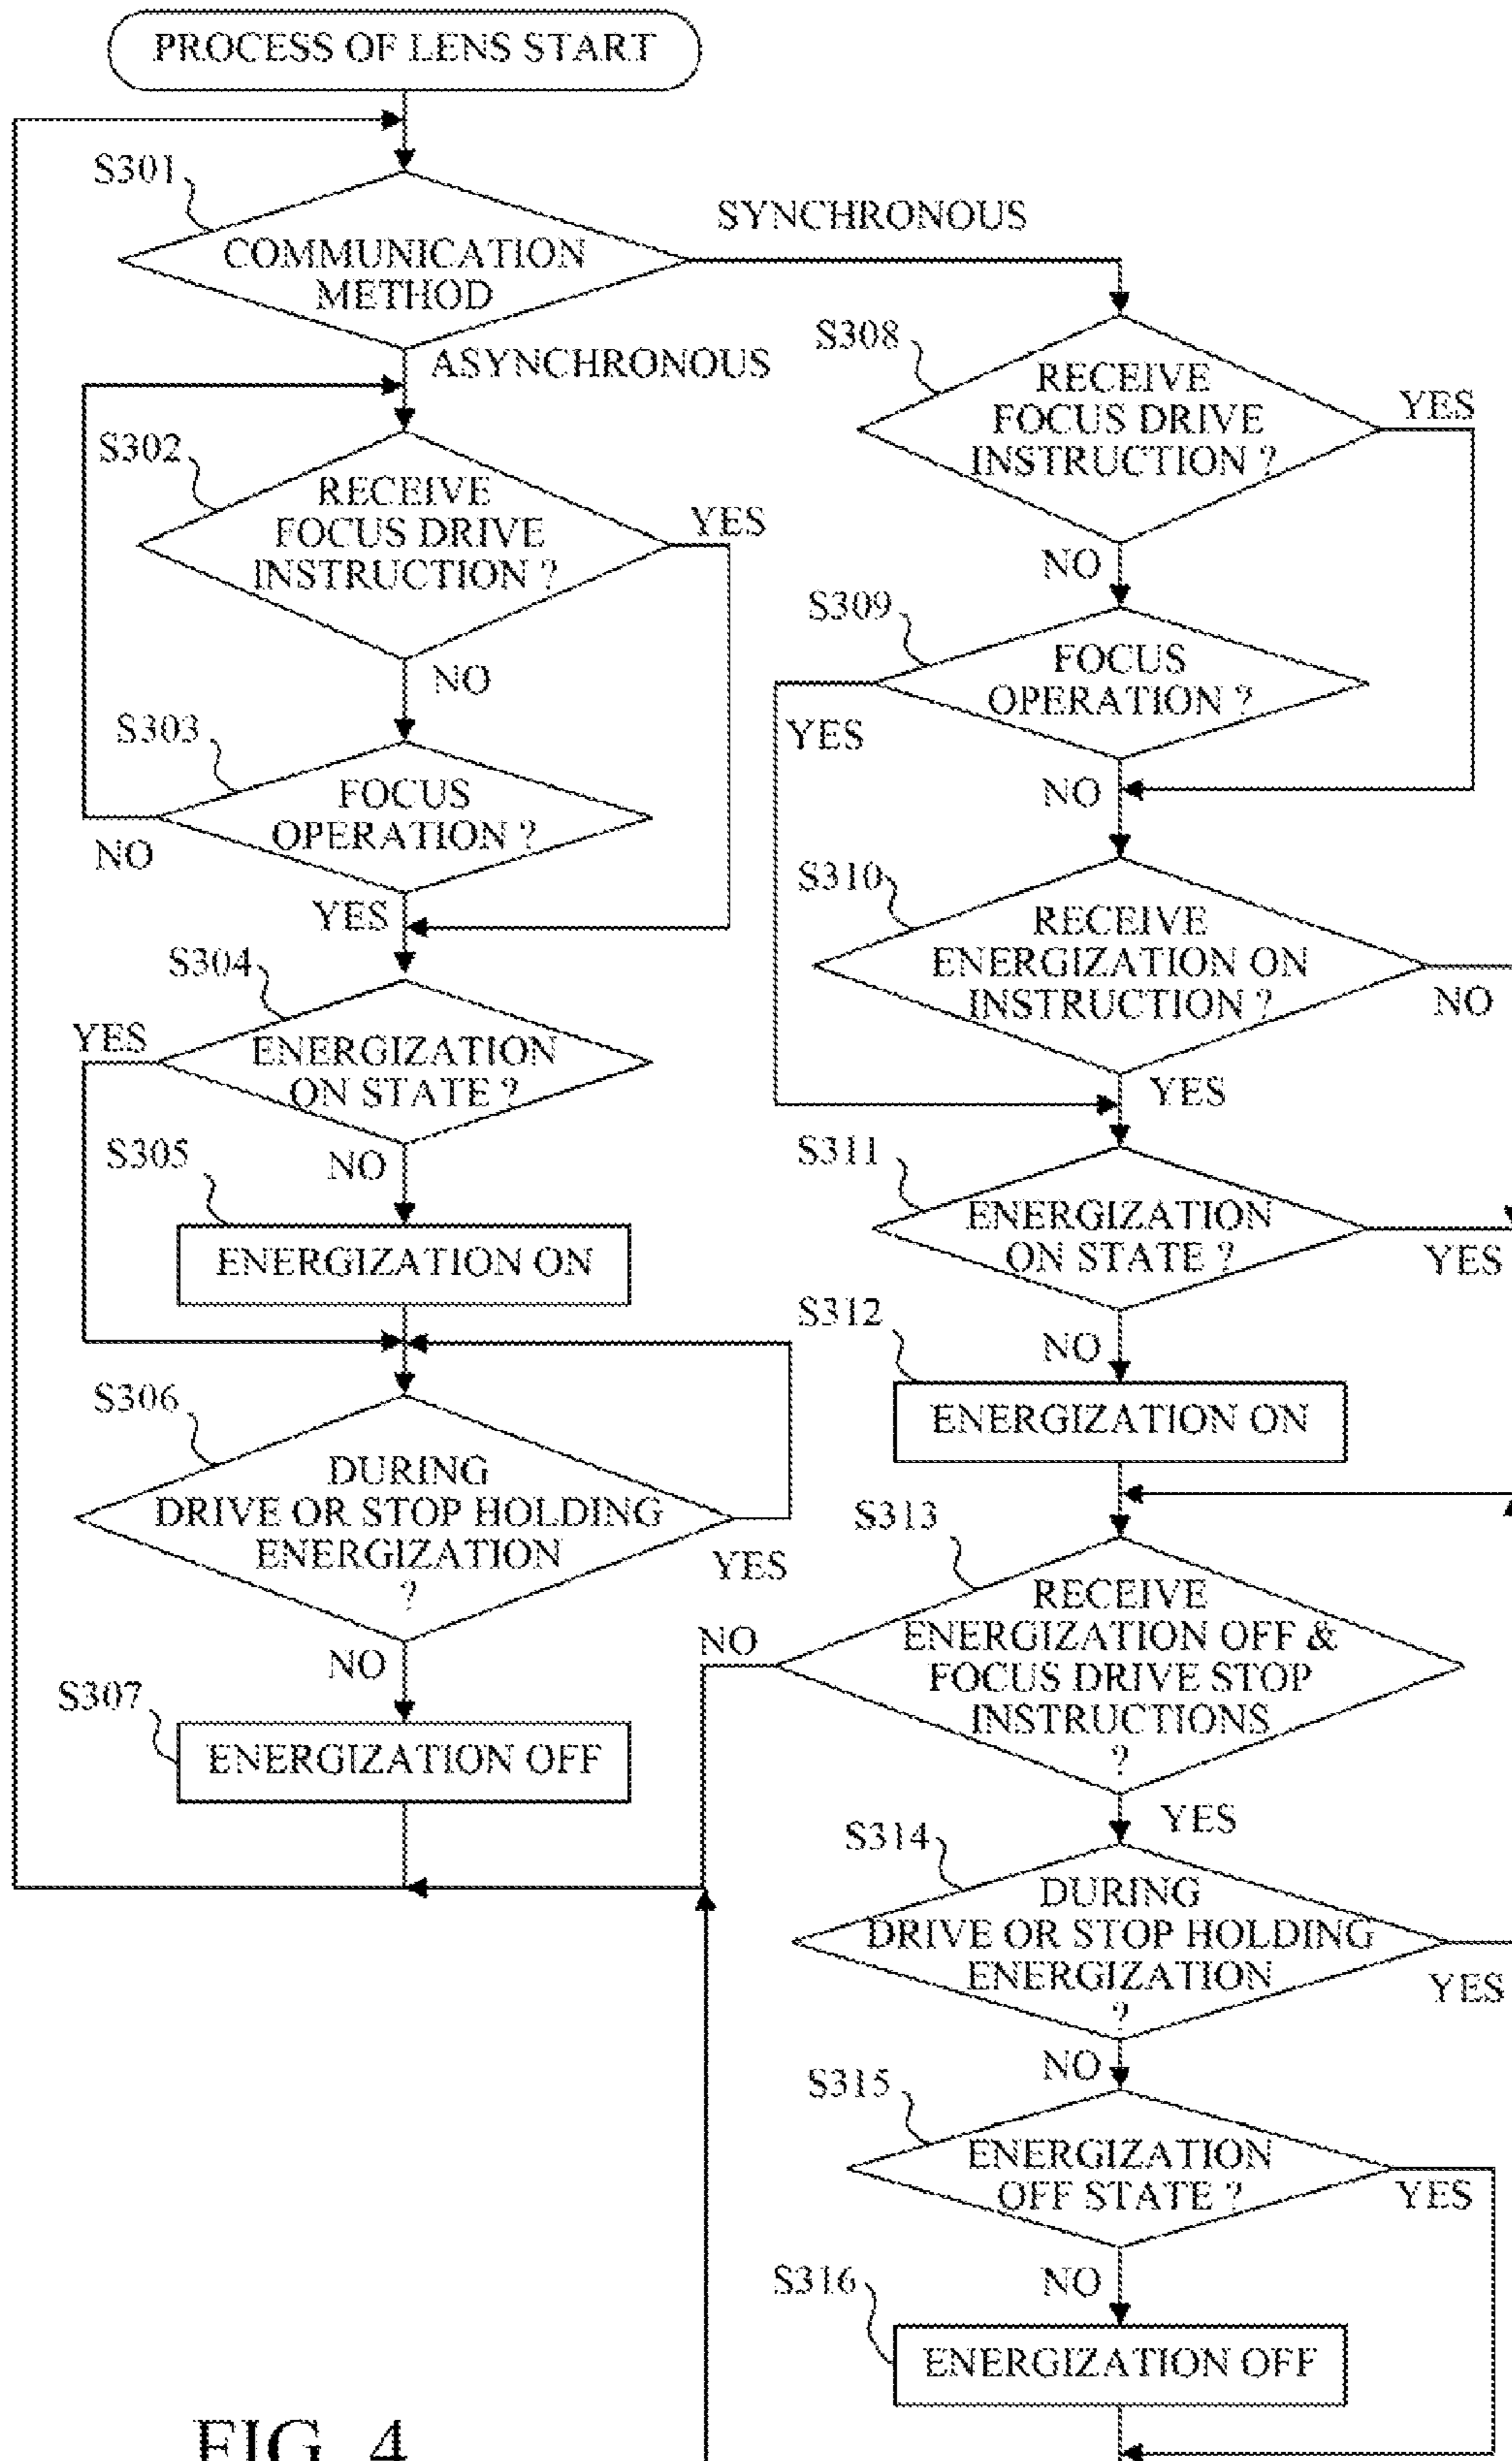 PROCESS OF LENS START
S301
COMMUNICATION
METHOD
SYNCHRONOUS
ASYNCHRONOUS
S302
RECEIVE
FOCUS DRIVE
INSTRUCTION ?
YES
NO
S303
FOCUS
OPERATION ?
NO
YES
S304
YES
ENERGIZATION
ON STATE ?
NO
S305
ENERGIZATION ON
S306
DURING
DRIVE OR STOP HOLDING
ENERGIZATION
?
YES
NO
S307
ENERGIZATION OFF
S308
RECEIVE
FOCUS DRIVE
INSTRUCTION ?
YES
NO
S309
FOCUS
OPERATION ?
YES
NO
S310
RECEIVE
ENERGIZATION ON
INSTRUCTION ?
NO
YES
S311
ENERGIZATION
ON STATE ?
YES
NO
S312
ENERGIZATION ON
S313
RECEIVE
ENERGIZATION OFF &
FOCUS DRIVE STOP
INSTRUCTIONS
?
NO
YES
S314
DURING
DRIVE OR STOP HOLDING
ENERGIZATION
?
YES
NO
S315
ENERGIZATION
OFF STATE ?
YES
NO
S316
ENERGIZATION OFF
FIG. 4